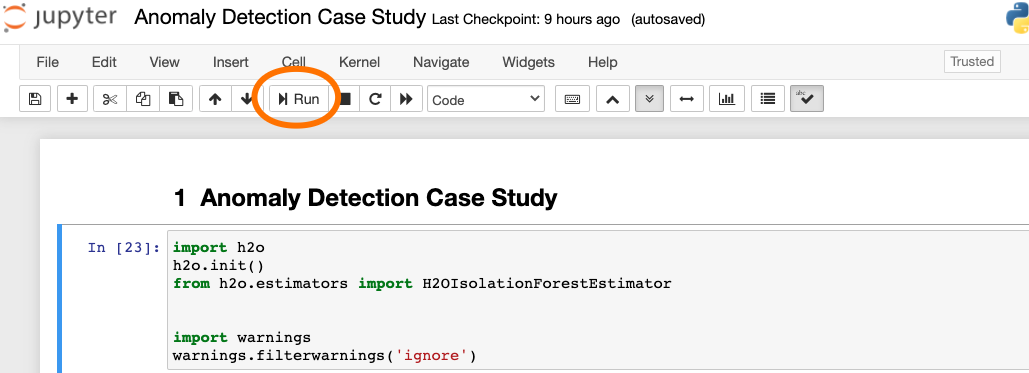 jupyter Anomaly Detection Case Study Last Checkpoint: 9 hours ago (autosaved)
File Edit View Insert Cell Kernel Navigate Widgets Help Trusted
Run Code abc
1 Anomaly Detection Case Study
In [23]: import h2o
h2o.init()
from h2o.estimators import H2OIsolationForestEstimator
import warnings
warnings.filterwarnings('ignore')